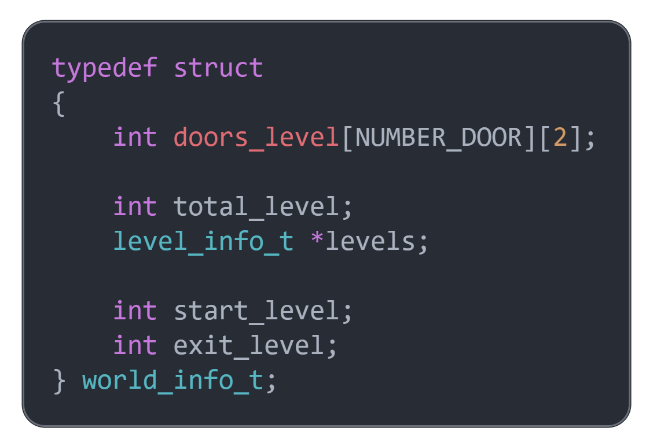 typedef struct
{
    int doors_level[NUMBER_DOOR][2];
    int total_level;
    level_info_t *levels;
    int start_level;
    int exit_level;
} world_info_t;